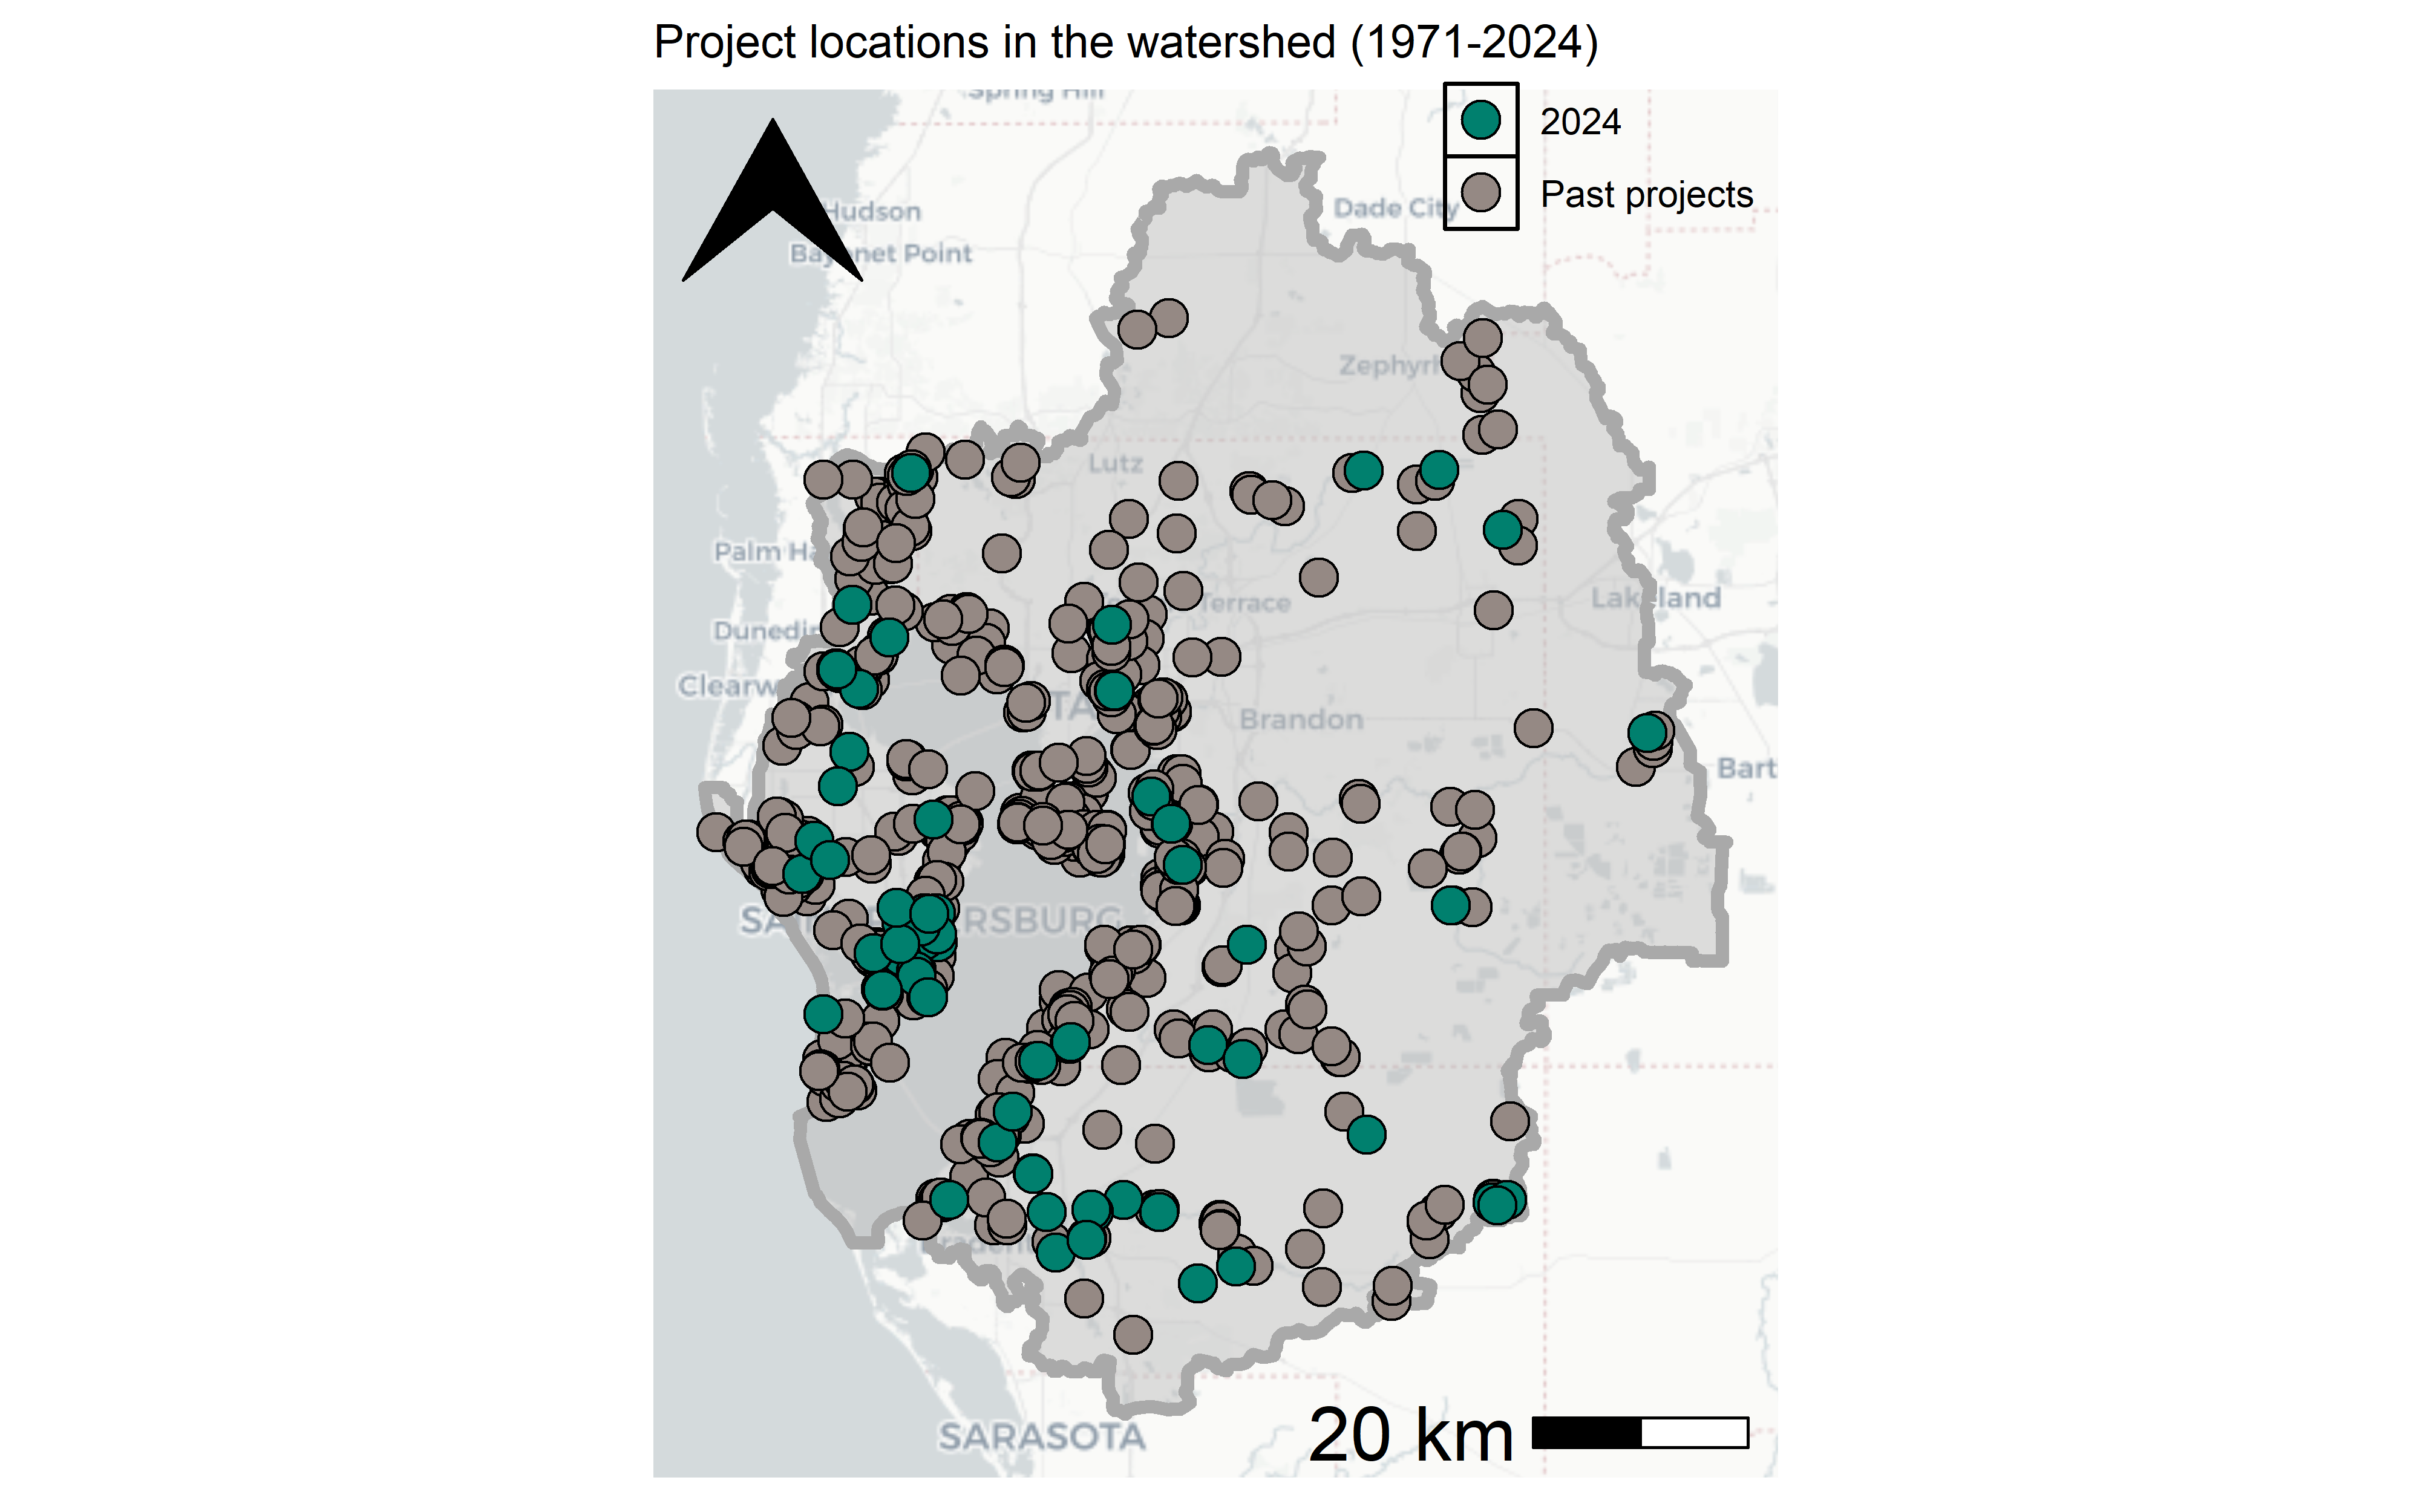 Project locations in the watershed (1971-2024)
Spring Hill
2024
Past projects
Hudson
Dade City
Bayonet Point
Zephyrh
Lutz
Palm Ha
Terrace
Lakeland
Dunedin
Clearw
TA
Brandon
Bart
SA
RSBURG
SARASOTA
20 km